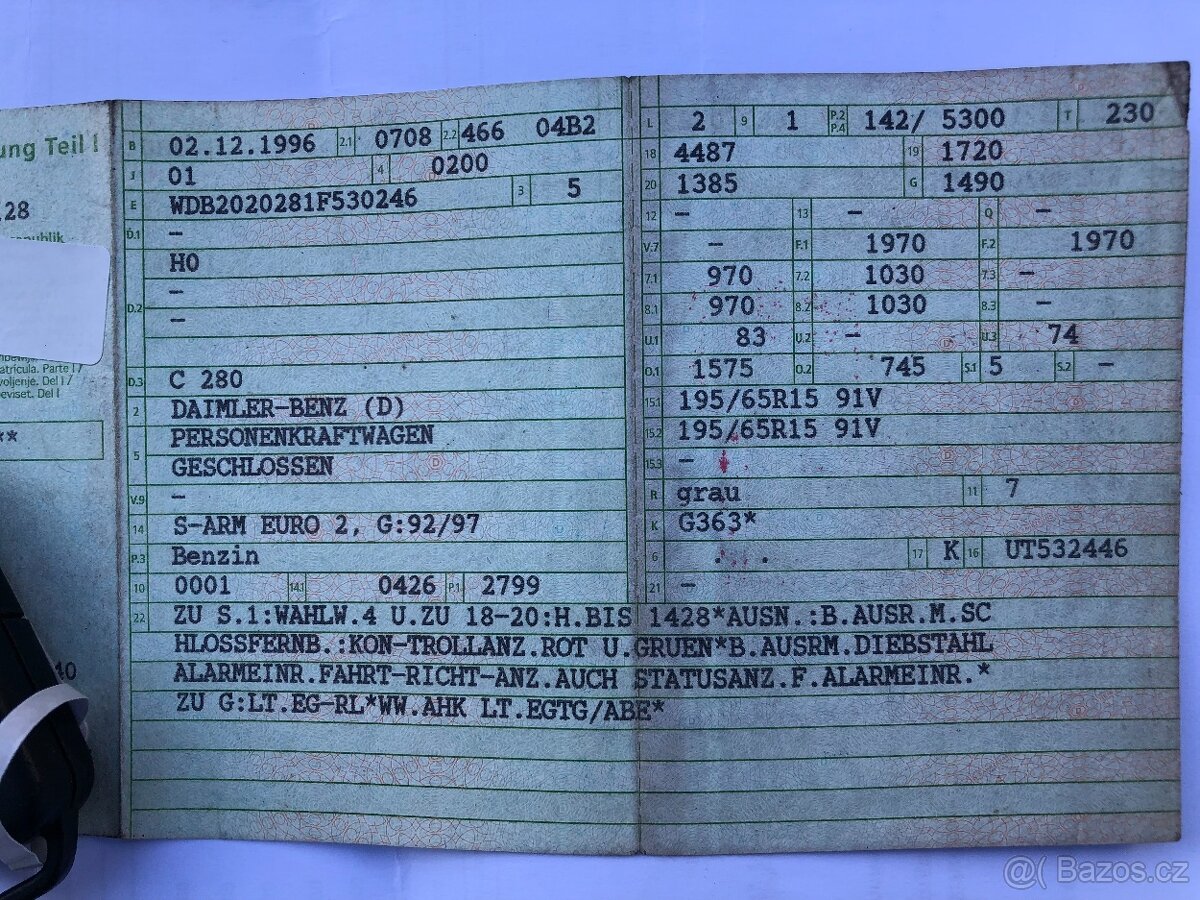 ung Teil I
28
republik
atrícula. Parte I /
voljenje. Del I /
eviset. Del I
**
40
B 02.12.1996 2.1 0708 2.2 466 04B2
J 01 4 0200
E WDB2020281F530246 3 5
D.1 –
H0
–
D.2 –
D.3 C 280
2 DAIMLER-BENZ (D)
PERSONENKRAFTWAGEN
5 GESCHLOSSEN
V.9 –
14 S-ARM EURO 2, G:92/97
P.3 Benzin
10 0001 14.1 0426 P.1 2799
L 2 9 1 P.2 P.4 142/ 5300 T 230
18 4487 19 1720
20 1385 G 1490
12 – 13 – Q –
V.7 – F.1 1970 F.2 1970
7.1 970 7.2 1030 7.3 –
8.1 970 8.2 1030 8.3 –
U.1 83 U.2 – U.3 74
O.1 1575 O.2 745 S.1 5 S.2 –
15.1 195/65R15 91V
15.2 195/65R15 91V
15.3 –
R grau 11 7
K G363*
6 . . 17 K 16 UT532446
21 –
22 ZU S.1:WAHLW.4 U.ZU 18-20:H.BIS 1428*AUSN.:B.AUSR.M.SC
HLOSSFERNB.:KON-TROLLANZ.ROT U.GRUEN*B.AUSRM.DIEBSTAHL
ALARMEINR.FAHRT-RICHT-ANZ.AUCH STATUSANZ.F.ALARMEINR.*
ZU G:LT.EG-RL*WW.AHK LT.EGTG/ABE*
@( Bazos.cz